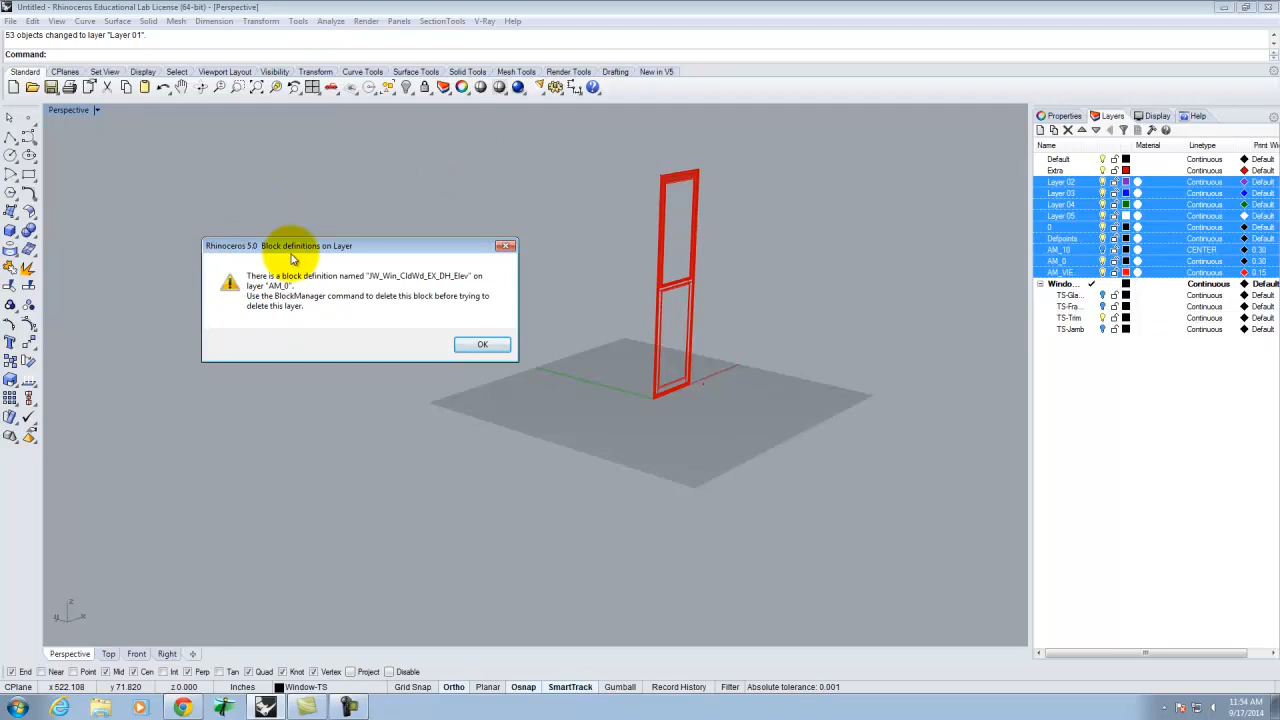 Untitled - Rhinoceros Educational Lab License (64-bit) - [Perspective]
File Edit View Curve Surface Solid Mesh Dimension Transform Tools Analyze Render Panels SectionTools V-Ray Help
53 objects changed to layer "Layer 01".
Command:
Standard CPlanes Set View Display Select Viewport Layout Visibility Transform Curve Tools Surface Tools Solid Tools Mesh Tools Render Tools Drafting New in V5
Perspective
Properties Layers Display Help
Name Material Linetype Print Wi
Default Continuous Default
Extra Continuous Default
Layer 02 Continuous Default
Layer 03 Continuous Default
Layer 04 Continuous Default
Layer 05 Continuous Default
0 Continuous Default
Defpoints Continuous Default
AM_10 CENTER 0.30
AM_0 Continuous 0.30
AM_VIE... Continuous 0.15
Windo... Continuous Default
TS-Gla... Continuous Default
TS-Fra... Continuous Default
TS-Trim Continuous Default
TS-Jamb Continuous Default
Rhinoceros 5.0 Block definitions on Layer
There is a block definition named "JW_Win_CldWd_EX_DH_Elev" on
layer "AM_0".
Use the BlockManager command to delete this block before trying to
delete this layer.
OK
z
y x
Perspective Top Front Right
End Near Point Mid Cen Int Perp Tan Quad Knot Vertex Project Disable
CPlane x 522.108 y 71.820 z 0.000 Inches Window-TS Grid Snap Ortho Planar Osnap SmartTrack Gumball Record History Filter Absolute tolerance: 0.001
11:54 AM
9/17/2014